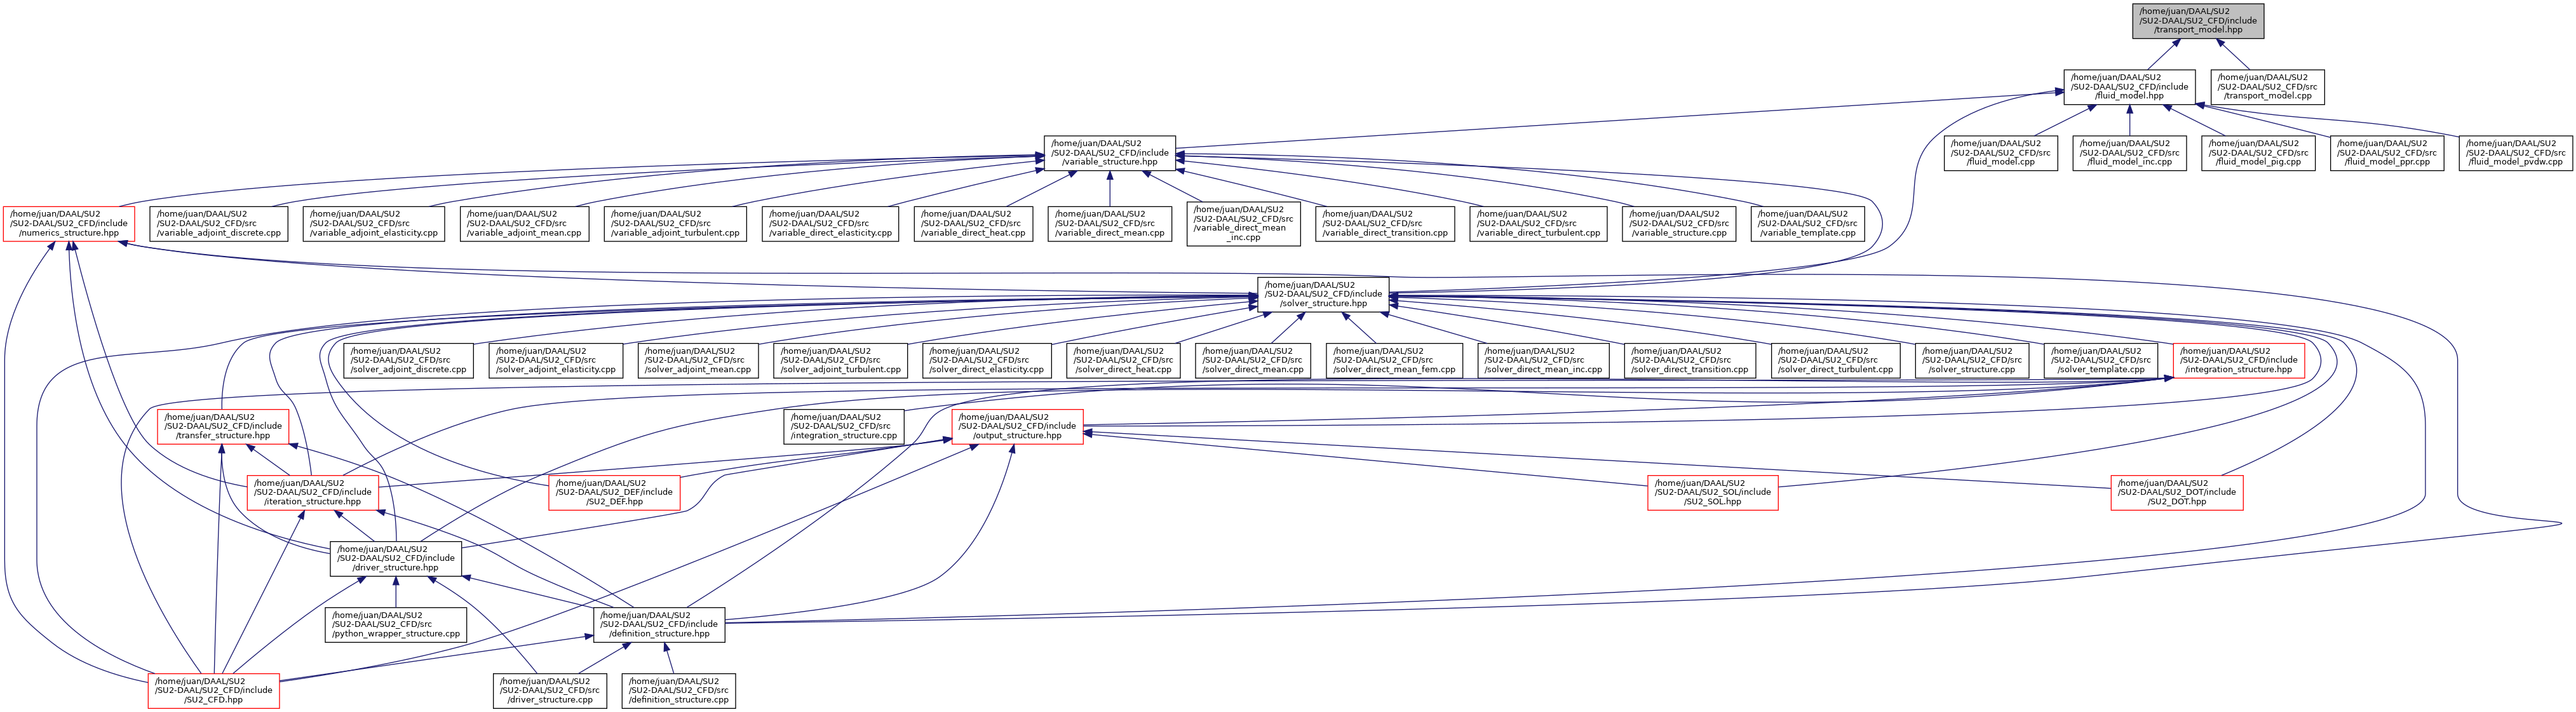 /home/juan/DAAL/SU2
/SU2-DAAL/SU2_CFD/include
/transport_model.hpp
/home/juan/DAAL/SU2
/SU2-DAAL/SU2_CFD/include
/fluid_model.hpp
/home/juan/DAAL/SU2
/SU2-DAAL/SU2_CFD/src
/transport_model.cpp
/home/juan/DAAL/SU2
/SU2-DAAL/SU2_CFD/include
/variable_structure.hpp
/home/juan/DAAL/SU2
/SU2-DAAL/SU2_CFD/src
/fluid_model.cpp
/home/juan/DAAL/SU2
/SU2-DAAL/SU2_CFD/src
/fluid_model_inc.cpp
/home/juan/DAAL/SU2
/SU2-DAAL/SU2_CFD/src
/fluid_model_pig.cpp
/home/juan/DAAL/SU2
/SU2-DAAL/SU2_CFD/src
/fluid_model_ppr.cpp
/home/juan/DAAL/SU2
/SU2-DAAL/SU2_CFD/src
/fluid_model_pvdw.cpp
/home/juan/DAAL/SU2
/SU2-DAAL/SU2_CFD/include
/numerics_structure.hpp
/home/juan/DAAL/SU2
/SU2-DAAL/SU2_CFD/src
/variable_adjoint_discrete.cpp
/home/juan/DAAL/SU2
/SU2-DAAL/SU2_CFD/src
/variable_adjoint_elasticity.cpp
/home/juan/DAAL/SU2
/SU2-DAAL/SU2_CFD/src
/variable_adjoint_mean.cpp
/home/juan/DAAL/SU2
/SU2-DAAL/SU2_CFD/src
/variable_adjoint_turbulent.cpp
/home/juan/DAAL/SU2
/SU2-DAAL/SU2_CFD/src
/variable_direct_elasticity.cpp
/home/juan/DAAL/SU2
/SU2-DAAL/SU2_CFD/src
/variable_direct_heat.cpp
/home/juan/DAAL/SU2
/SU2-DAAL/SU2_CFD/src
/variable_direct_mean.cpp
/home/juan/DAAL/SU2
/SU2-DAAL/SU2_CFD/src
/variable_direct_mean
_inc.cpp
/home/juan/DAAL/SU2
/SU2-DAAL/SU2_CFD/src
/variable_direct_transition.cpp
/home/juan/DAAL/SU2
/SU2-DAAL/SU2_CFD/src
/variable_direct_turbulent.cpp
/home/juan/DAAL/SU2
/SU2-DAAL/SU2_CFD/src
/variable_structure.cpp
/home/juan/DAAL/SU2
/SU2-DAAL/SU2_CFD/src
/variable_template.cpp
/home/juan/DAAL/SU2
/SU2-DAAL/SU2_CFD/include
/solver_structure.hpp
/home/juan/DAAL/SU2
/SU2-DAAL/SU2_CFD/src
/solver_adjoint_discrete.cpp
/home/juan/DAAL/SU2
/SU2-DAAL/SU2_CFD/src
/solver_adjoint_elasticity.cpp
/home/juan/DAAL/SU2
/SU2-DAAL/SU2_CFD/src
/solver_adjoint_mean.cpp
/home/juan/DAAL/SU2
/SU2-DAAL/SU2_CFD/src
/solver_adjoint_turbulent.cpp
/home/juan/DAAL/SU2
/SU2-DAAL/SU2_CFD/src
/solver_direct_elasticity.cpp
/home/juan/DAAL/SU2
/SU2-DAAL/SU2_CFD/src
/solver_direct_heat.cpp
/home/juan/DAAL/SU2
/SU2-DAAL/SU2_CFD/src
/solver_direct_mean.cpp
/home/juan/DAAL/SU2
/SU2-DAAL/SU2_CFD/src
/solver_direct_mean_fem.cpp
/home/juan/DAAL/SU2
/SU2-DAAL/SU2_CFD/src
/solver_direct_mean_inc.cpp
/home/juan/DAAL/SU2
/SU2-DAAL/SU2_CFD/src
/solver_direct_transition.cpp
/home/juan/DAAL/SU2
/SU2-DAAL/SU2_CFD/src
/solver_direct_turbulent.cpp
/home/juan/DAAL/SU2
/SU2-DAAL/SU2_CFD/src
/solver_structure.cpp
/home/juan/DAAL/SU2
/SU2-DAAL/SU2_CFD/src
/solver_template.cpp
/home/juan/DAAL/SU2
/SU2-DAAL/SU2_CFD/include
/integration_structure.hpp
/home/juan/DAAL/SU2
/SU2-DAAL/SU2_CFD/include
/transfer_structure.hpp
/home/juan/DAAL/SU2
/SU2-DAAL/SU2_CFD/src
/integration_structure.cpp
/home/juan/DAAL/SU2
/SU2-DAAL/SU2_CFD/include
/output_structure.hpp
/home/juan/DAAL/SU2
/SU2-DAAL/SU2_CFD/include
/iteration_structure.hpp
/home/juan/DAAL/SU2
/SU2-DAAL/SU2_DEF/include
/SU2_DEF.hpp
/home/juan/DAAL/SU2
/SU2-DAAL/SU2_SOL/include
/SU2_SOL.hpp
/home/juan/DAAL/SU2
/SU2-DAAL/SU2_DOT/include
/SU2_DOT.hpp
/home/juan/DAAL/SU2
/SU2-DAAL/SU2_CFD/include
/driver_structure.hpp
/home/juan/DAAL/SU2
/SU2-DAAL/SU2_CFD/src
/python_wrapper_structure.cpp
/home/juan/DAAL/SU2
/SU2-DAAL/SU2_CFD/include
/definition_structure.hpp
/home/juan/DAAL/SU2
/SU2-DAAL/SU2_CFD/include
/SU2_CFD.hpp
/home/juan/DAAL/SU2
/SU2-DAAL/SU2_CFD/src
/driver_structure.cpp
/home/juan/DAAL/SU2
/SU2-DAAL/SU2_CFD/src
/definition_structure.cpp